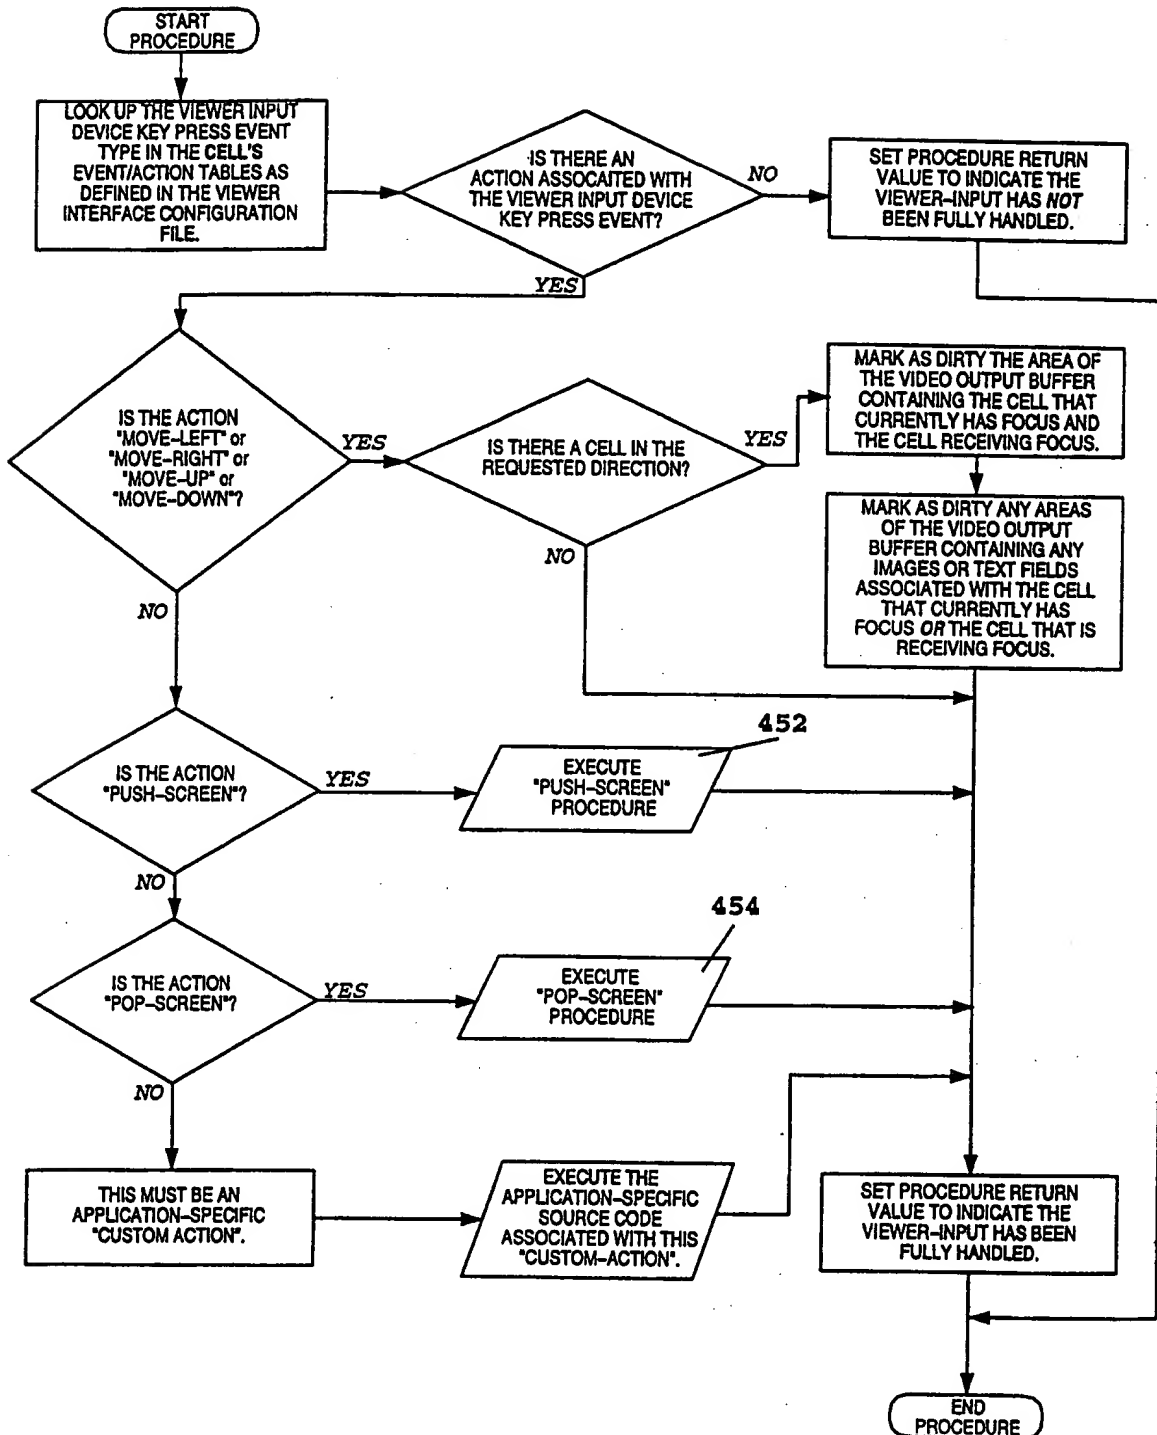 START
PROCEDURE
LOOK UP THE VIEWER INPUT
DEVICE KEY PRESS EVENT
TYPE IN THE CELL'S
EVENT/ACTION TABLES AS
DEFINED IN THE VIEWER
INTERFACE CONFIGURATION
FILE.
IS THERE AN
ACTION ASSOCAITED WITH
THE VIEWER INPUT DEVICE
KEY PRESS EVENT?
NO
SET PROCEDURE RETURN
VALUE TO INDICATE THE
VIEWER-INPUT HAS NOT
BEEN FULLY HANDLED.
YES
IS THE ACTION
"MOVE-LEFT" or
"MOVE-RIGHT" or
"MOVE-UP" or
"MOVE-DOWN"?
YES
IS THERE A CELL IN THE
REQUESTED DIRECTION?
YES
MARK AS DIRTY THE AREA OF
THE VIDEO OUTPUT BUFFER
CONTAINING THE CELL THAT
CURRENTLY HAS FOCUS AND
THE CELL RECEIVING FOCUS.
MARK AS DIRTY ANY AREAS
OF THE VIDEO OUTPUT
BUFFER CONTAINING ANY
IMAGES OR TEXT FIELDS
ASSOCIATED WITH THE CELL
THAT CURRENTLY HAS
FOCUS OR THE CELL THAT IS
RECEIVING FOCUS.
NO
NO
IS THE ACTION
"PUSH-SCREEN"?
YES
EXECUTE
"PUSH-SCREEN"
PROCEDURE
452
NO
IS THE ACTION
"POP-SCREEN"?
YES
EXECUTE
"POP-SCREEN"
PROCEDURE
454
NO
THIS MUST BE AN
APPLICATION-SPECIFIC
"CUSTOM ACTION".
EXECUTE THE
APPLICATION-SPECIFIC
SOURCE CODE
ASSOCIATED WITH THIS
"CUSTOM-ACTION".
SET PROCEDURE RETURN
VALUE TO INDICATE THE
VIEWER-INPUT HAS BEEN
FULLY HANDLED.
END
PROCEDURE